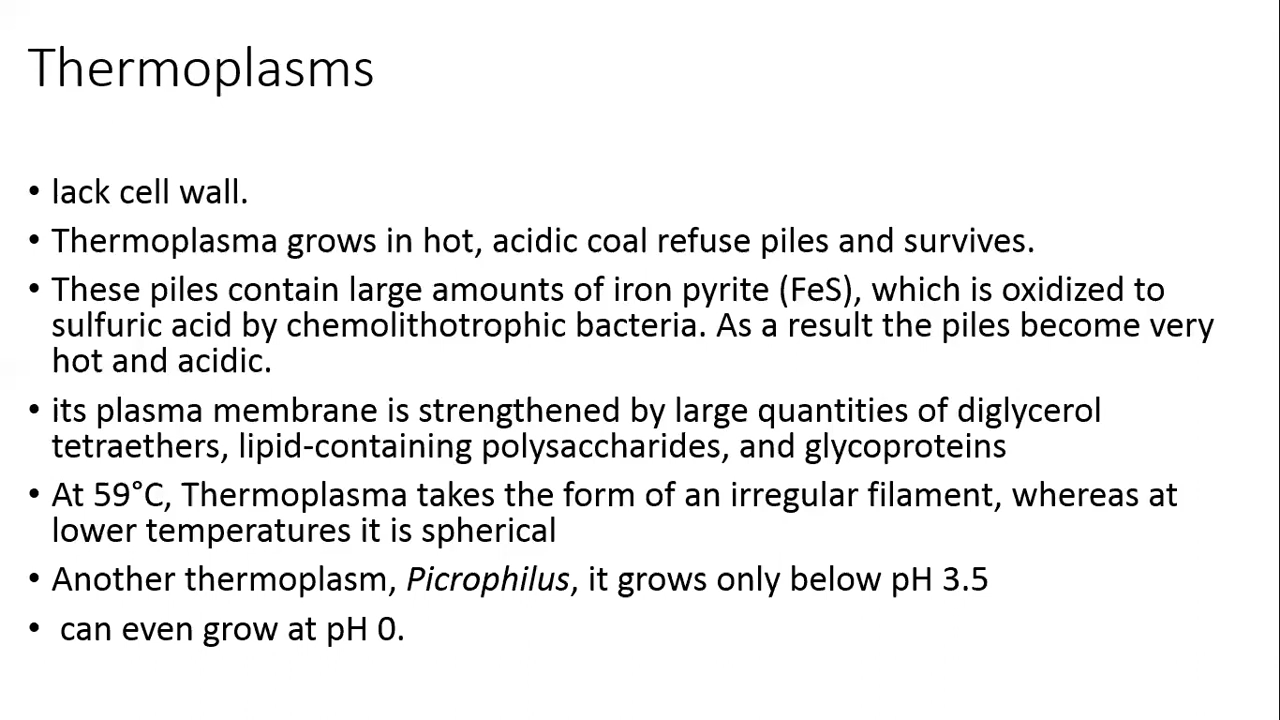 Thermoplasms
• lack cell wall.
• Thermoplasma grows in hot, acidic coal refuse piles and survives.
• These piles contain large amounts of iron pyrite (FeS), which is oxidized to
sulfuric acid by chemolithotrophic bacteria. As a result the piles become very
hot and acidic.
• its plasma membrane is strengthened by large quantities of diglycerol
tetraethers, lipid-containing polysaccharides, and glycoproteins
• At 59°C, Thermoplasma takes the form of an irregular filament, whereas at
lower temperatures it is spherical
• Another thermoplasm, Picrophilus, it grows only below pH 3.5
• can even grow at pH 0.